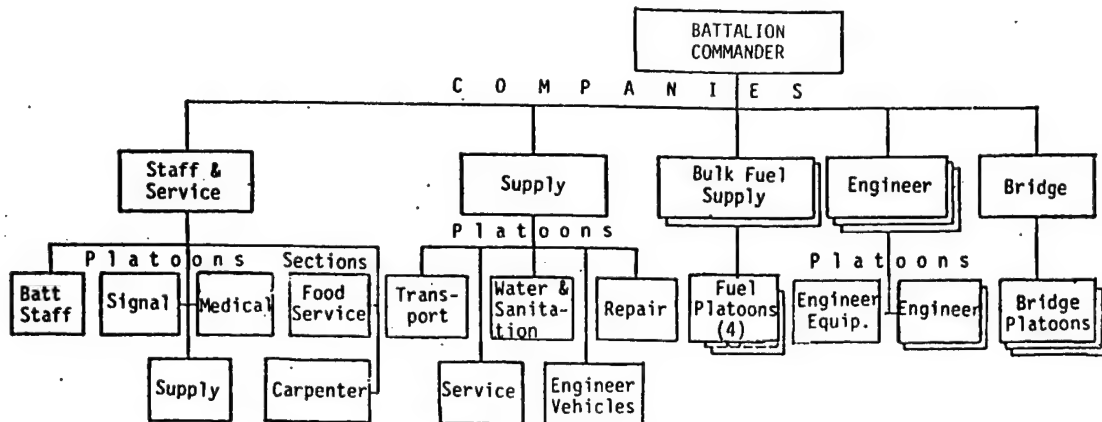 BATTALION
COMMANDER
C O M P A N I E S
Staff &
Service
Supply
Bulk Fuel
Supply
Engineer
Bridge
P l a t o o n s
Sections
P l a t o o n s
P l a t o o n s
Batt
Staff
Signal
Medical
Food
Service
Trans-
port
Water &
Sanita-
tion
Repair
Fuel
Platoons
(4)
Engineer
Equip.
Engineer
Bridge
Platoons
Supply
Carpenter
Service
Engineer
Vehicles